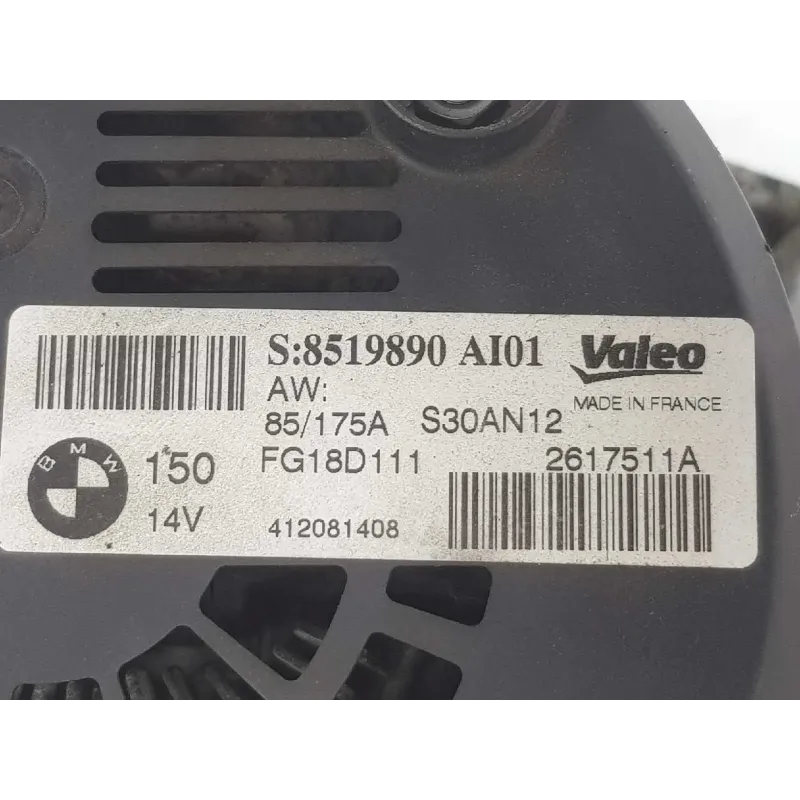 S:8519890 AI01
Valeo
AW:
MADE IN FRANCE
85/175A S30AN12
BMW
150
FG18D111
2617511A
14V
412081408